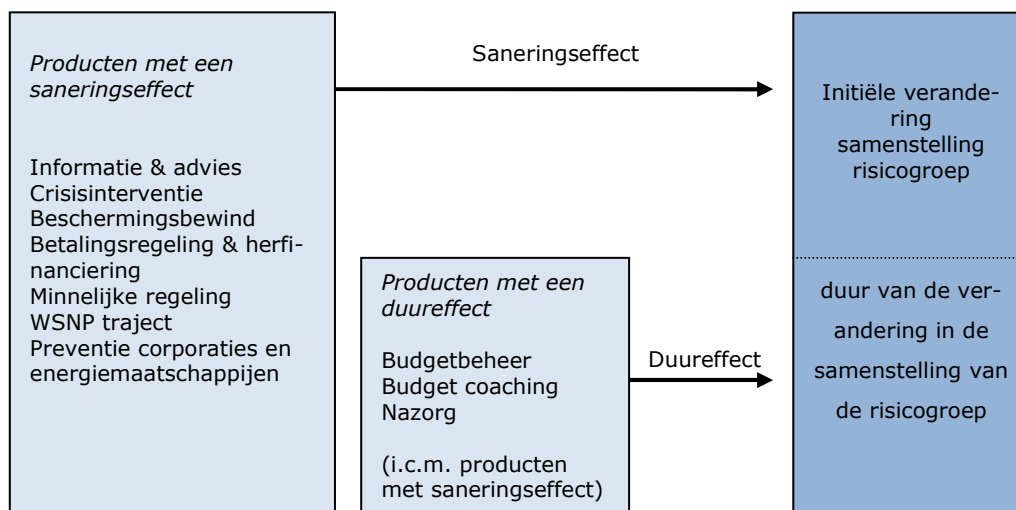 Producten met een
saneringseffect
Informatie & advies
Crisisinterventie
Beschermingsbewind
Betalingsregeling & herfi-
nanciering
Minnelijke regeling
WSNP traject
Preventie corporaties en
energiemaatschappijen
Saneringseffect
Producten met een
duureffect
Budgetbeheer
Budget coaching
Nazorg
(i.c.m. producten
met saneringseffect)
Duureffect
Initiële verande-
ring
samenstelling
risicogroep
duur van de ver-
andering in de
samenstelling van
de risicogroep